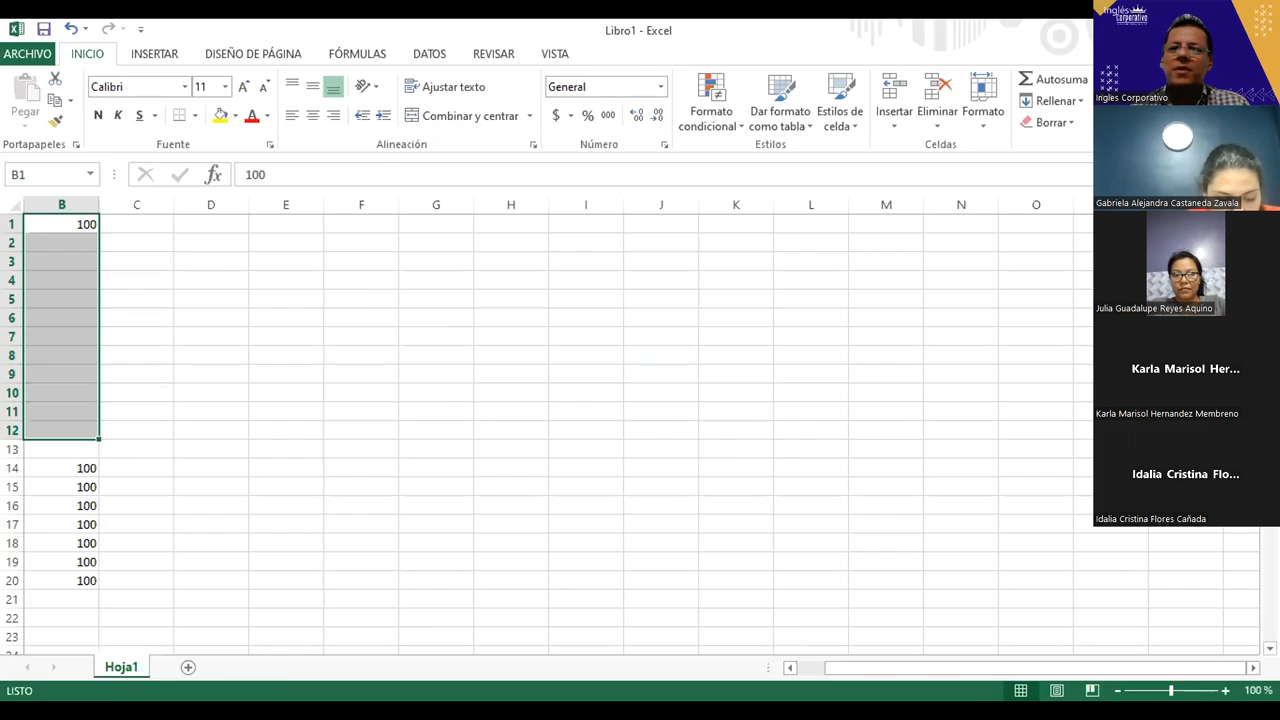 Libro1 - Excel
ARCHIVO INICIO INSERTAR DISEÑO DE PÁGINA FÓRMULAS DATOS REVISAR VISTA
Pegar
Portapapeles
Calibri 11
N K S
Fuente
Ajustar texto
Combinar y centrar
Alineación
General
$ % 000
Número
Formato condicional
Dar formato como tabla
Estilos de celda
Estilos
Insertar Eliminar Formato
Celdas
Autosuma
Rellenar
Borrar
B1 fx 100
B C D E F G H I J K L M N O
1 100
2
3
4
5
6
7
8
9
10
11
12
13
14 100
15 100
16 100
17 100
18 100
19 100
20 100
21
22
23
Hoja1
LISTO 100 %
Inglés
Corporativo
Ingles Corporativo
Gabriela Alejandra Castaneda Zavala
Julia Guadalupe Reyes Aquino
Karla Marisol Her...
Karla Marisol Hernandez Membreno
Idalia Cristina Flo...
Idalia Cristina Flores Cañada